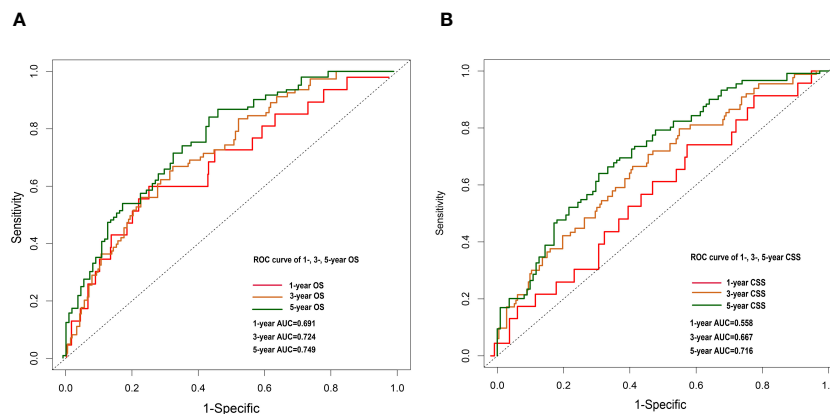 A
1.0
0.8
0.6
0.4
0.2
0.0
Sensitivity
ROC curve of 1-, 3-, 5-year OS
1-year OS
3-year OS
5-year OS
1-year AUC=0.691
3-year AUC=0.724
5-year AUC=0.749
0.0 0.2 0.4 0.6 0.8 1.0
1-Specific
B
1.0
0.8
0.6
0.4
0.2
0.0
Sensitivity
ROC curve of 1-, 3-, 5-year CSS
1-year CSS
3-year CSS
5-year CSS
1-year AUC=0.558
3-year AUC=0.667
5-year AUC=0.716
0.0 0.2 0.4 0.6 0.8 1.
1-Specific